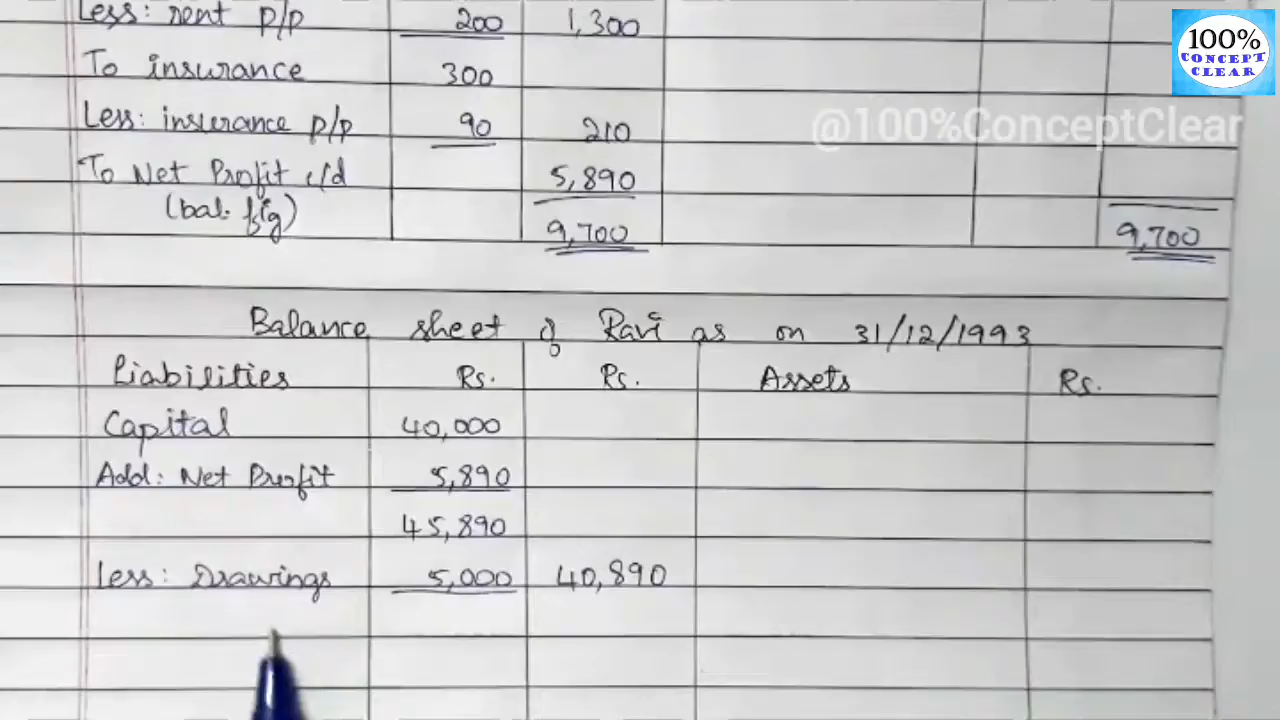 Less: rent p/p 200 1,300
To insurance 300
Less: insurance p/p 90 210
To Net Profit c/d 5,890
(bal. fig)
9,700 9,700
Balance sheet of Ravi as on 31/12/1993
Liabilities Rs. Rs. Assets Rs.
Capital 40,000
Add: Net Profit 5,890
45,890
Less: Drawings 5,000 40,890
100%
CONCEPT
CLEAR
@100%ConceptClear